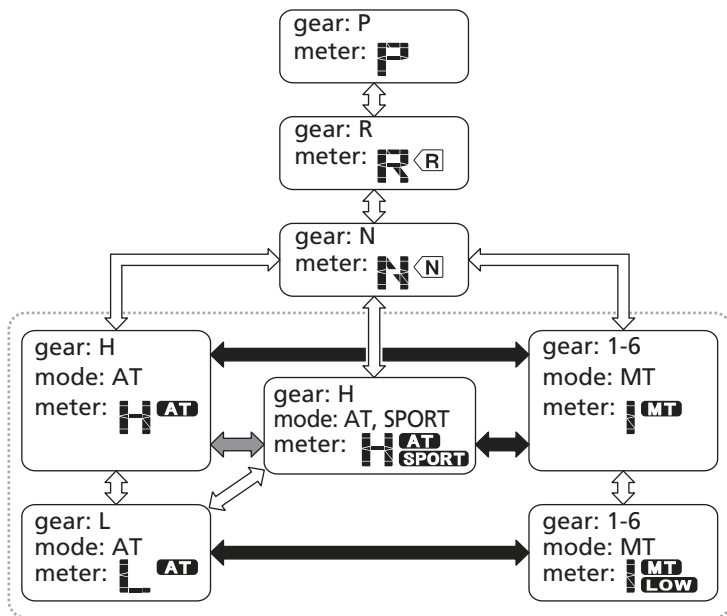 gear: P
meter: P
gear: R
meter: R R
gear: N
meter: N N
gear: H
mode: AT
meter: H AT
gear: H
mode: AT, SPORT
meter: H AT
SPORT
gear: 1-6
mode: MT
meter: 1 MT
gear: L
mode: AT
meter: L AT
gear: 1-6
mode: MT
meter: 1 MT
LOW